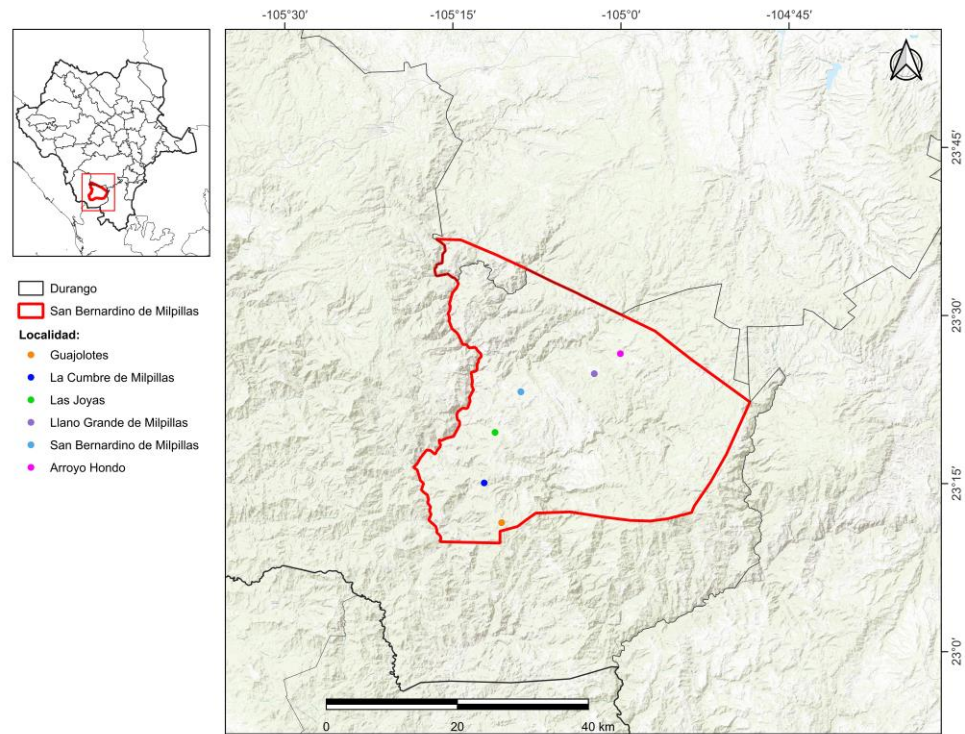 -105°30'
-105°15'
-105°0'
-104°45'
23°45'
23°30'
23°15'
23°0'
Durango
San Bernardino de Milpillas
Localidad:
Guajolotes
La Cumbre de Milpillas
Las Joyas
Llano Grande de Milpillas
San Bernardino de Milpillas
Arroyo Hondo
0
20
40 km